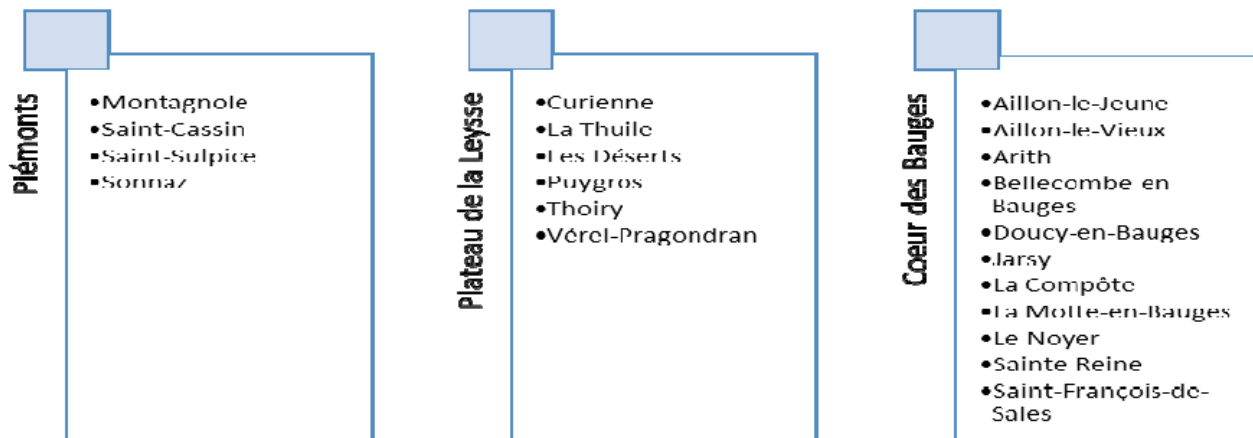 Piémonts
•Montagnole
•Saint-Cassin
•Saint-Sulpice
•Sonnaz
Plateau de la Leysse
•Curienne
•La Thuile
•Les Déserts
•Puygros
•Thoiry
•Vérel-Pragondran
Coeur des Bauges
•Aillon-le-Jeune
•Aillon-le-Vieux
•Arith
•Bellecombe en
Bauges
•Doucy-en-Bauges
•Jarsy
•La Compôte
•La Motte-en-Bauges
•Le Noyer
•Sainte Reine
•Saint-François-de-
Sales